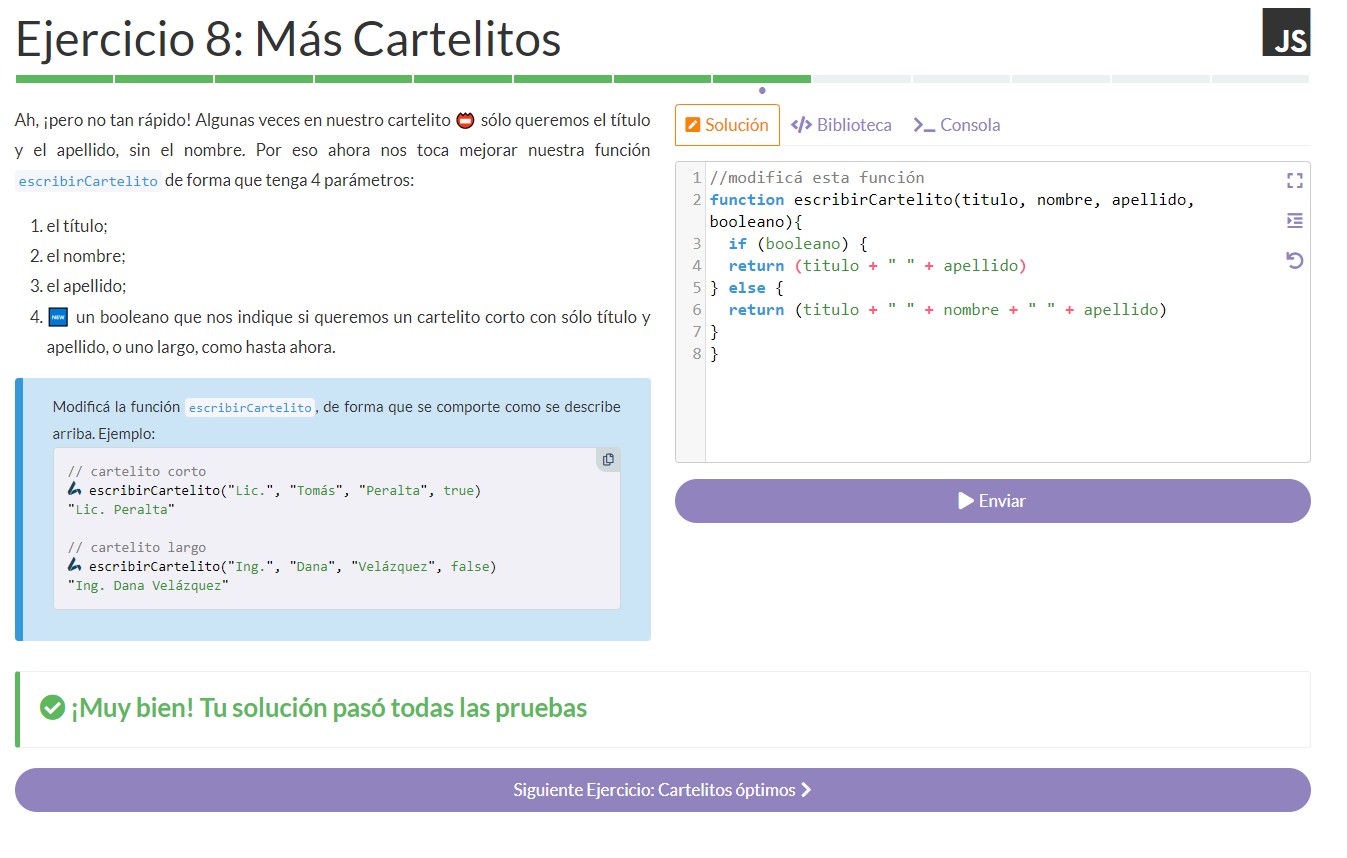 Ejercicio 8: Más Cartelitos
JS
Ah, ¡pero no tan rápido! Algunas veces en nuestro cartelito 📛 sólo queremos el título
y el apellido, sin el nombre. Por eso ahora nos toca mejorar nuestra función
escribirCartelito de forma que tenga 4 parámetros:
1. el título;
2. el nombre;
3. el apellido;
4. 🆕 un booleano que nos indique si queremos un cartelito corto con sólo título y
apellido, o uno largo, como hasta ahora.
Modificá la función escribirCartelito, de forma que se comporte como se describe
arriba. Ejemplo:
// cartelito corto
escribirCartelito("Lic.", "Tomás", "Peralta", true)
"Lic. Peralta"
// cartelito largo
escribirCartelito("Ing.", "Dana", "Velázquez", false)
"Ing. Dana Velázquez"
Solución </> Biblioteca >_ Consola
1 //modificá esta función
2 function escribirCartelito(titulo, nombre, apellido,
booleano){
3 if (booleano) {
4 return (titulo + " " + apellido)
5 } else {
6 return (titulo + " " + nombre + " " + apellido)
7 }
8 }
Enviar
¡Muy bien! Tu solución pasó todas las pruebas
Siguiente Ejercicio: Cartelitos óptimos